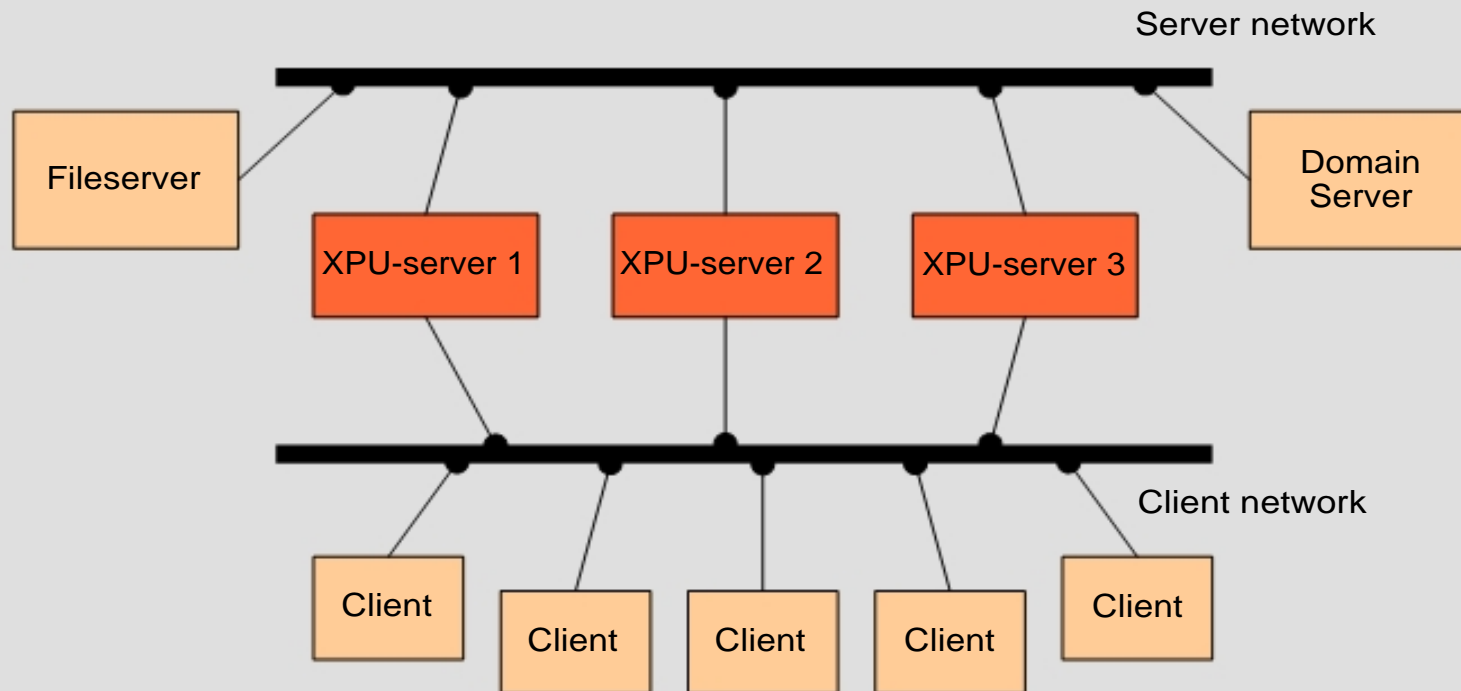 Server network
Fileserver
Domain
Server
XPU-server 1
XPU-server 2
XPU-server 3
Client network
Client
Client
Client
Client
Client